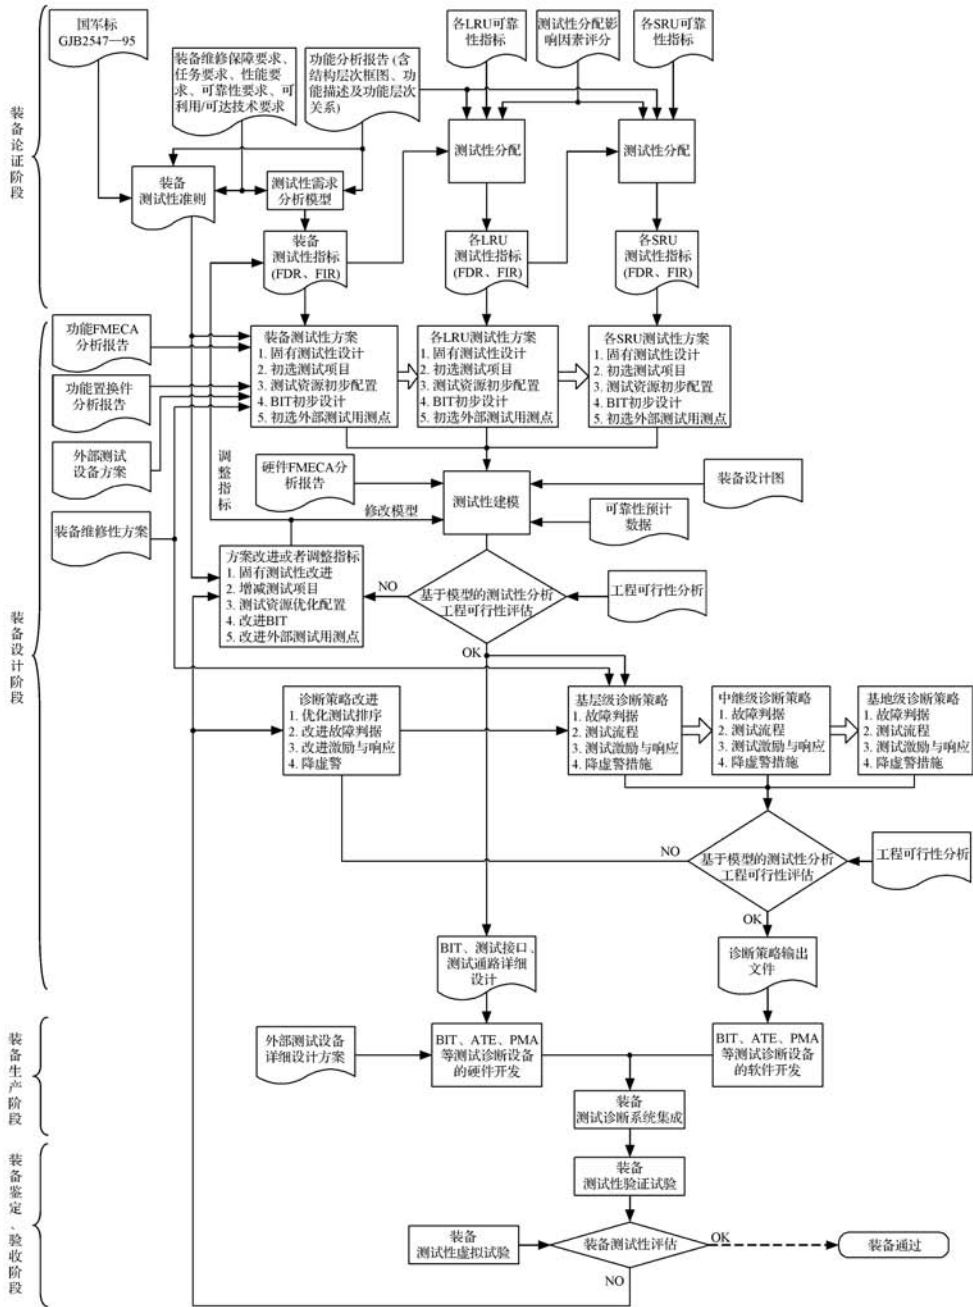 国军标
GJB2547—95
装备维修保障要求、
任务要求、性能要
求、可靠性要求、可
利用/可达技术要求
功能分析报告(含
结构层次框图、功
能描述及功能层次
关系)
各LRU可靠
性指标
测试性分配影
响因素评分
各SRU可靠
性指标
装备论证阶段
测试性分配
测试性分配
装备
测试性准则
测试性需求
分析模型
装备
测试性指标
(FDR、FIR)
各LRU
测试性指标
(FDR、FIR)
各SRU
测试性指标
(FDR、FIR)
功能FMECA
分析报告
功能置换件
分析报告
外部测试
设备方案
装备维修性方案
装备测试性方案
1. 固有测试性设计
2. 初选测试项目
3. 测试资源初步配置
4. BIT初步设计
5. 初选外部测试用测点
各LRU测试性方案
1. 固有测试性设计
2. 初选测试项目
3. 测试资源初步配置
4. BIT初步设计
5. 初选外部测试用测点
各SRU测试性方案
1. 固有测试性设计
2. 初选测试项目
3. 测试资源初步配置
4. BIT初步设计
5. 初选外部测试用测点
调整指标
硬件FMECA分
析报告
测试性建模
装备设计图
可靠性预计
数据
修改模型
装备设计阶段
方案改进或者调整指标
1. 固有测试性改进
2. 增减测试项目
3. 测试资源优化配置
4. 改进BIT
5. 改进外部测试用测点
NO
基于模型的测试性分析
工程可行性评估
工程可行性分析
OK
诊断策略改进
1. 优化测试排序
2. 改进故障判据
3. 改进激励与响应
4. 降虚警
基层级诊断策略
1. 故障判据
2. 测试流程
3. 测试激励与响应
4. 降虚警措施
中继级诊断策略
1. 故障判据
2. 测试流程
3. 测试激励与响应
4. 降虚警措施
基地级诊断策略
1. 故障判据
2. 测试流程
3. 测试激励与响应
4. 降虚警措施
NO
基于模型的测试性分析
工程可行性评估
工程可行性分析
OK
BIT、测试接口、
测试通路详细
设计
诊断策略输出
文件
装备生产阶段
外部测试设备
详细设计方案
BIT、ATE、PMA
等测试诊断设备
的硬件开发
BIT、ATE、PMA
等测试诊断设备
的软件开发
装备
测试诊断系统集成
装备鉴定、验收阶段
装备
测试性验证试验
装备
测试性虚拟试验
装备测试性评估
OK
装备通过
NO